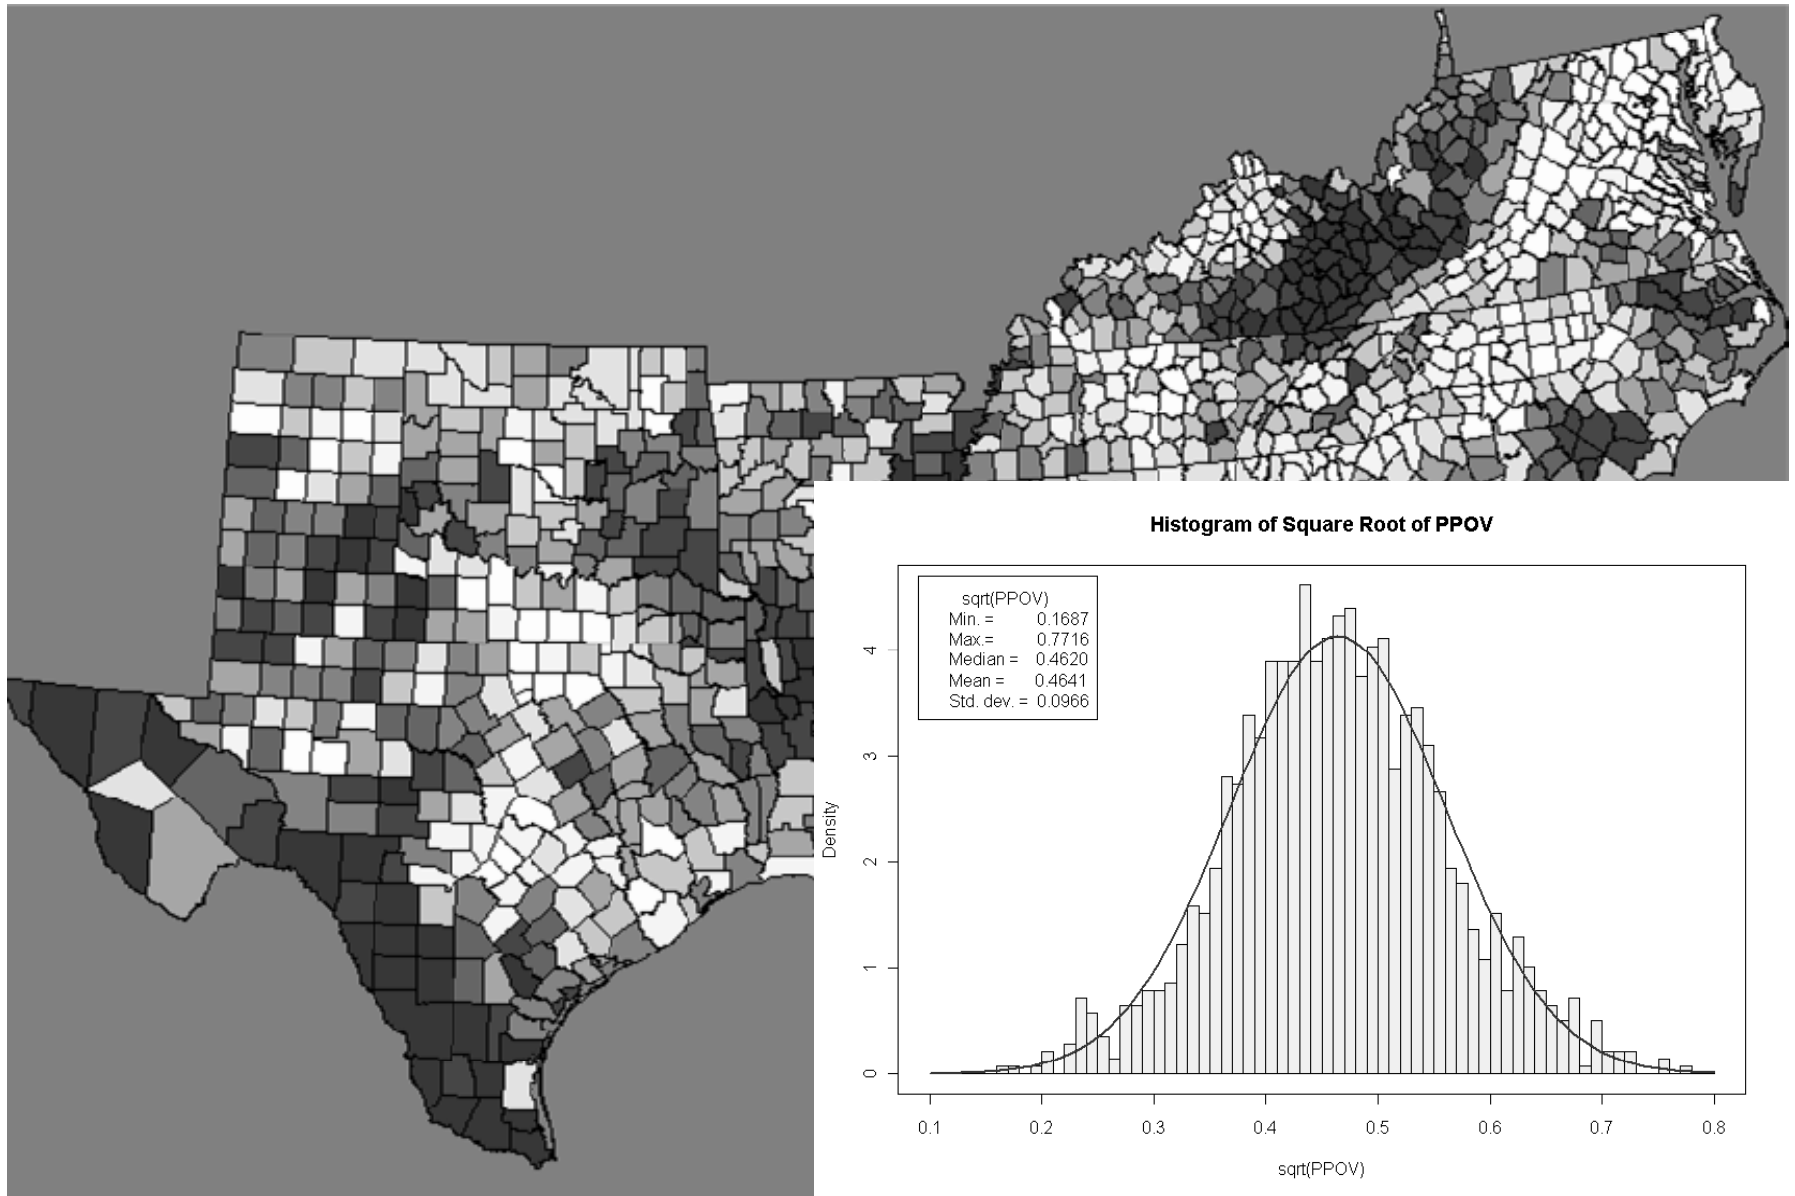 Histogram of Square Root of PPOV
sqrt(PPOV)
Min. = 0.1687
Max.= 0.7716
Median = 0.4620
Mean = 0.4641
Std. dev. = 0.0966
Density
4
3
2
1
0
0.1 0.2 0.3 0.4 0.5 0.6 0.7 0.8
sqrt(PPOV)